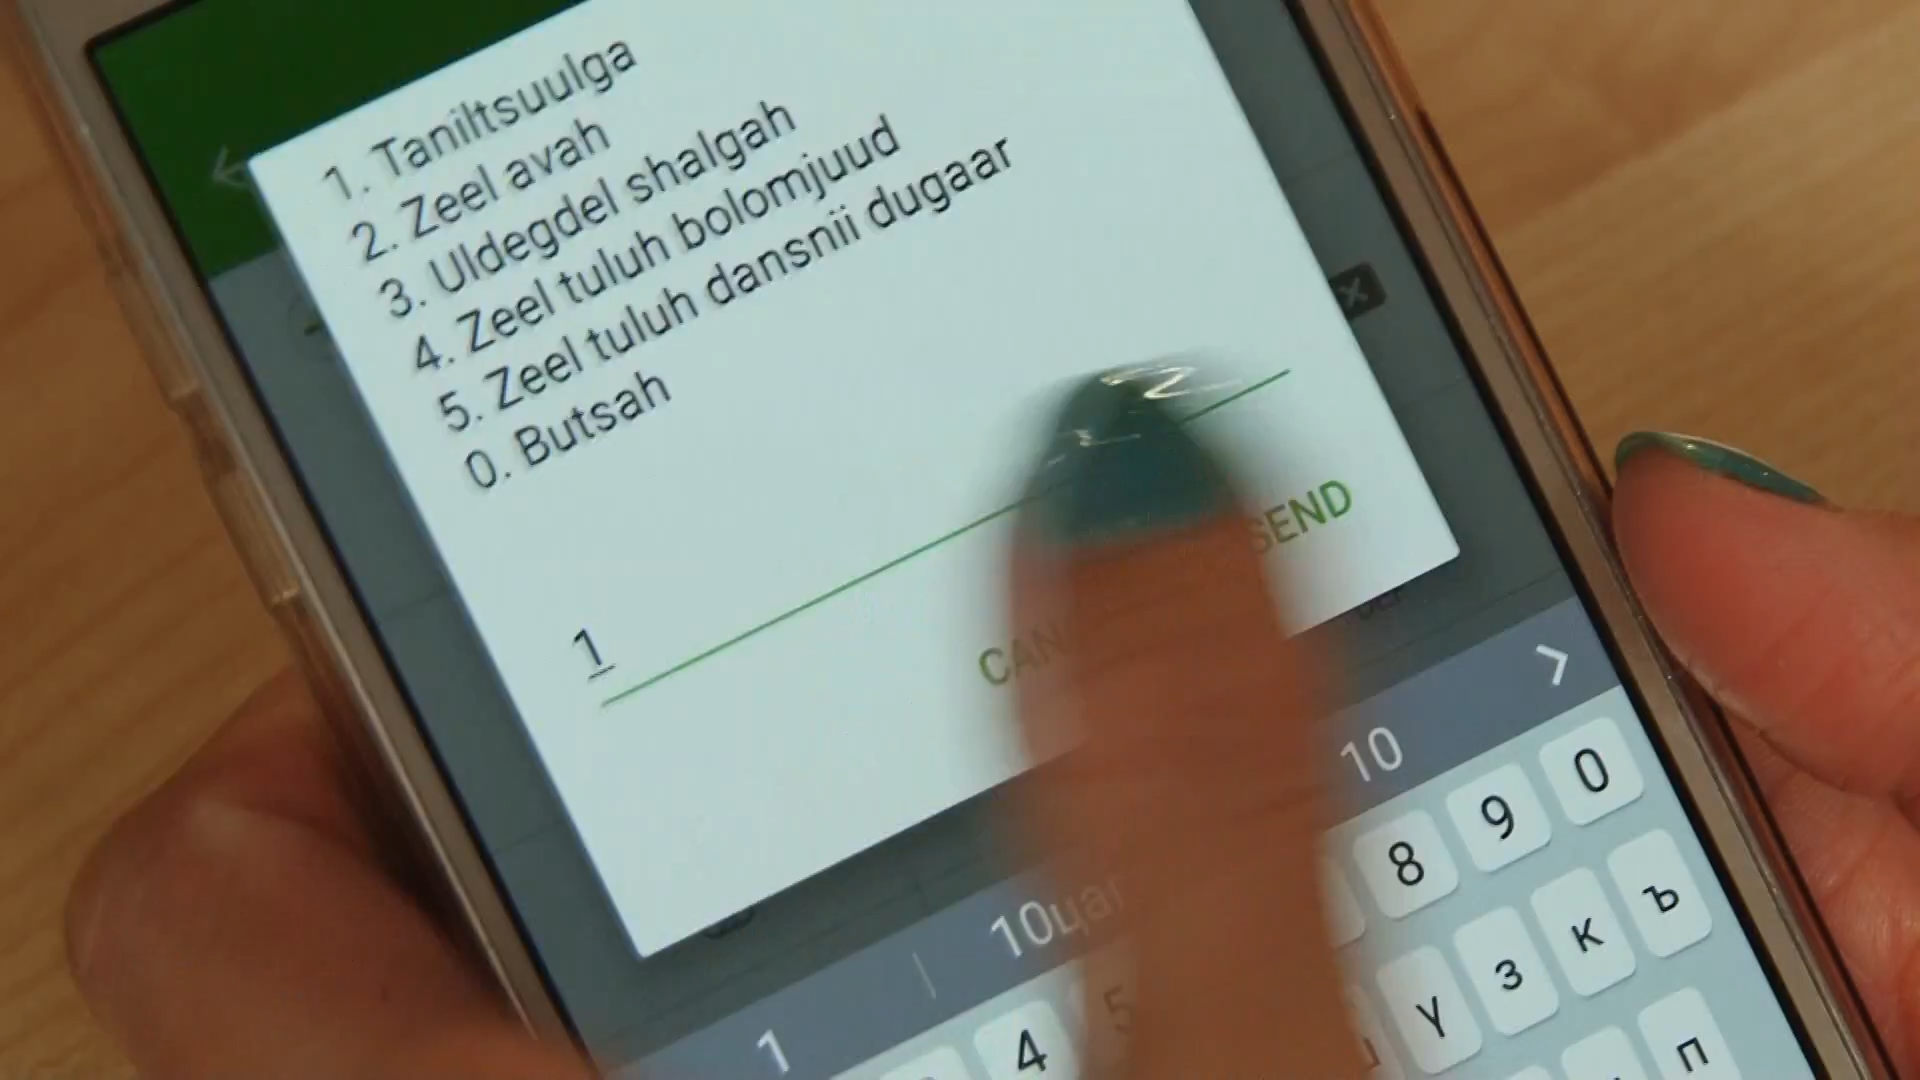 1. Taniltsuulga
2. Zeel avah
3. Uldegdel shalgah
4. Zeel tuluh bolomjuud
5. Zeel tuluh dansnii dugaar
0. Butsah
1
SEND
1
10
4
8
9
0
ү
з
к
ъ
п